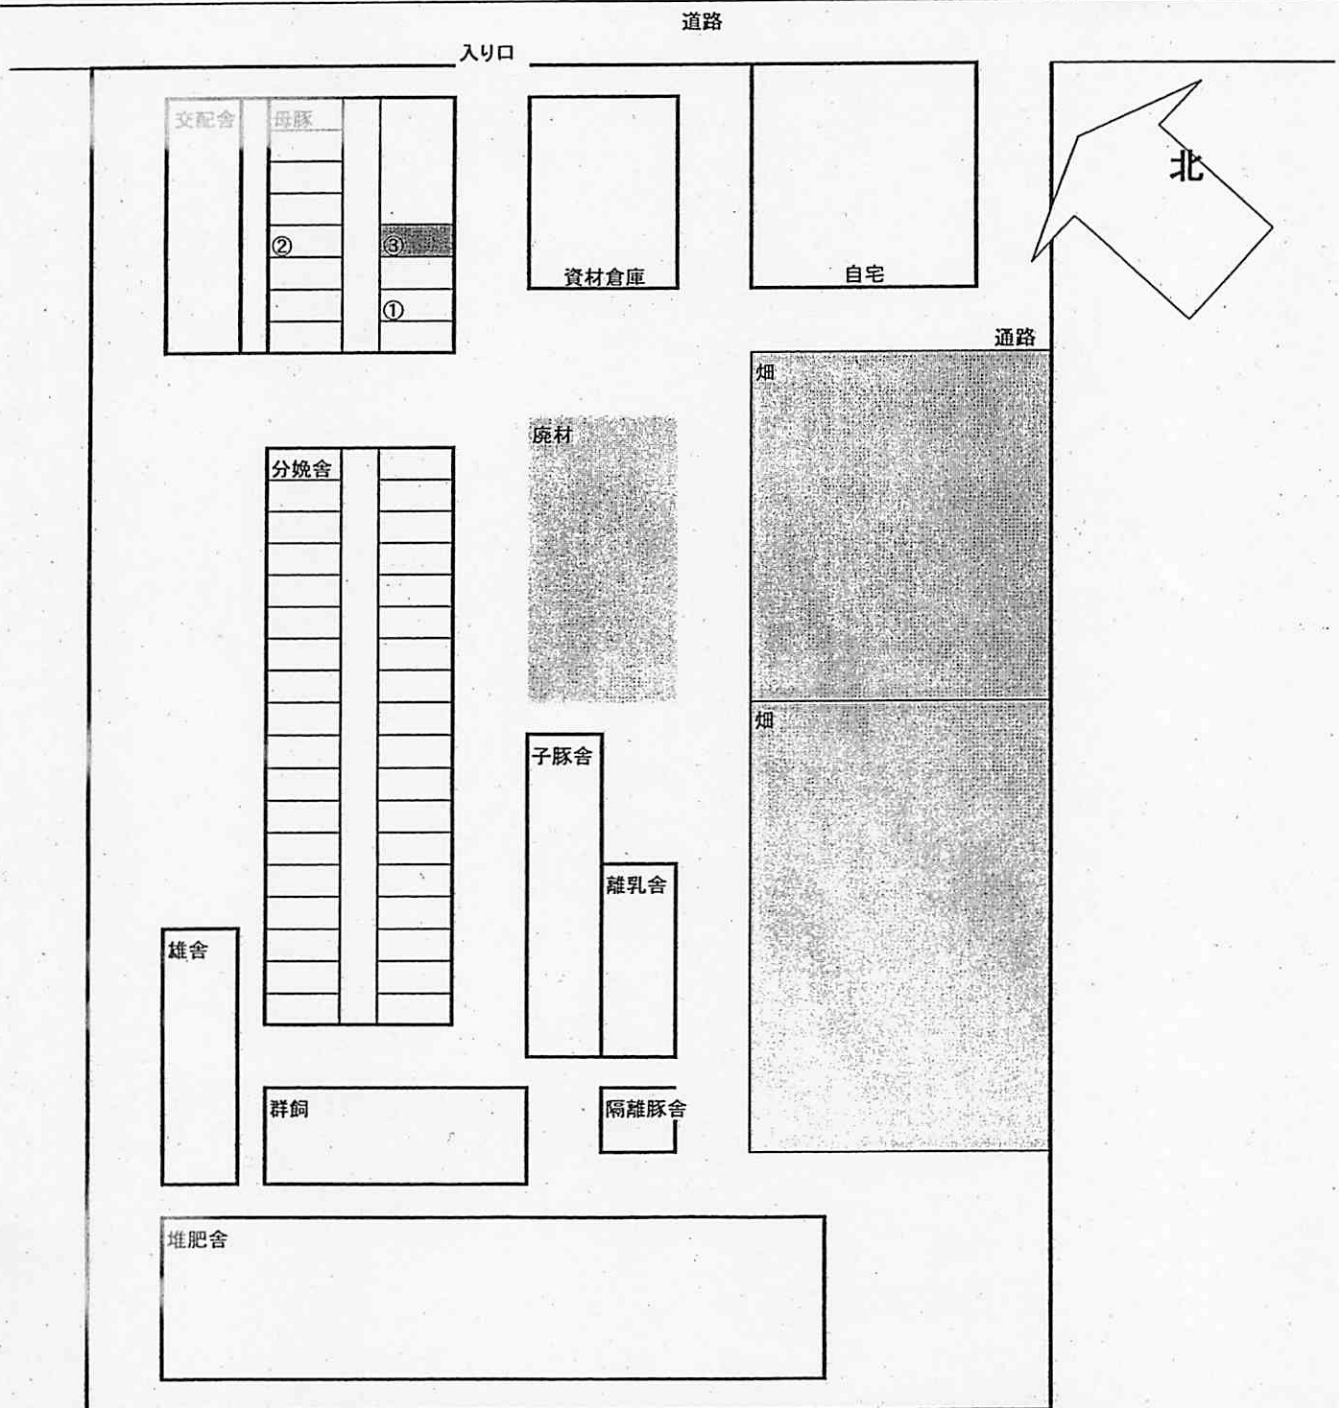 道路
入り口
交配舎
母豚
北
②
③
資材倉庫
自宅
①
通路
畑
廃材
分娩舎
畑
子豚舎
離乳舎
雄舎
群飼
隔離豚舎
堆肥舎